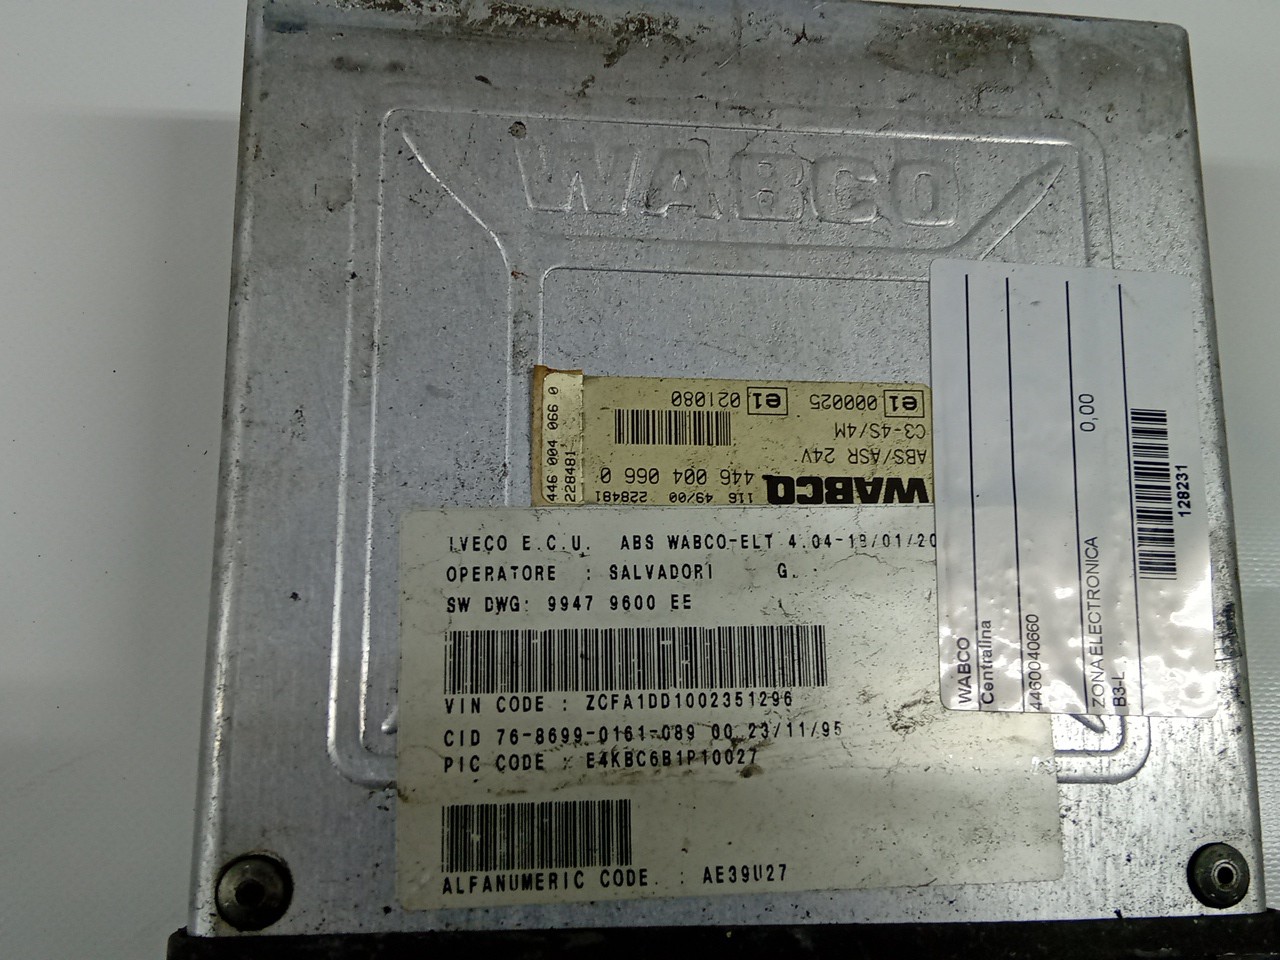 WABCO
446 004 066 0
228481
WABCO
116 49/00 228481
446 004 066 0
ABS/ASR 24V
C3-4S/4M
e1 000025 e1 021080
IVECO E.C.U. ABS WABCO-ELT 4.04-19/01/20
OPERATORE : SALVADORI G.
SW DWG: 9947 9600 EE
VIN CODE : ZCFA1DD1002351296
CID 76-8699-0161-089 00 23/11/95
PIC CODE : E4KBC6B1P10027
ALFANUMERIC CODE. : AE39U27
WABCO
Centralina
4460040660
ZONA ELECTRONICA 0,00
B3-L
128231